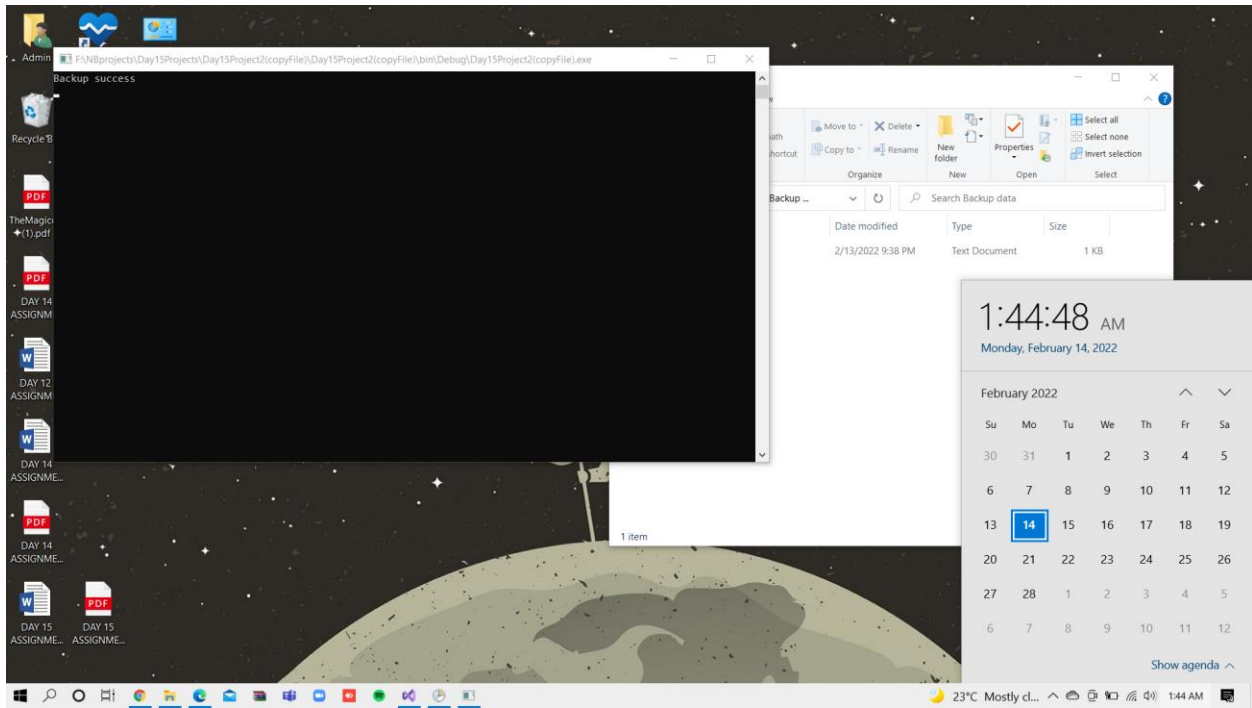 Admin
Recycle B
PDF
TheMagici
(1).pdf
PDF
DAY 14
ASSIGNM
W
DAY 12
ASSIGNM
W
DAY 14
ASSIGNME...
PDF
DAY 14
ASSIGNME...
W
DAY 15
ASSIGNME...
PDF
DAY 15
ASSIGNME...
F:\NBprojects\Day15Projects\Day15Project2(copyFile)\Day15Project2(copyFile)\bin\Debug\Day15Project2(copyFile).exe
Backup success
Move to
Copy to
Delete
Rename
Organize
New
folder
New
Properties
Open
Select all
Select none
Invert selection
Select
Backup ...
Search Backup data
Date modified Type Size
2/13/2022 9:38 PM Text Document 1 KB
1 item
1:44:48 AM
Monday, February 14, 2022
February 2022
Su Mo Tu We Th Fr Sa
30 31 1 2 3 4 5
6 7 8 9 10 11 12
13 14 15 16 17 18 19
20 21 22 23 24 25 26
27 28 1 2 3 4 5
6 7 8 9 10 11 12
Show agenda
23°C Mostly cl... 1:44 AM